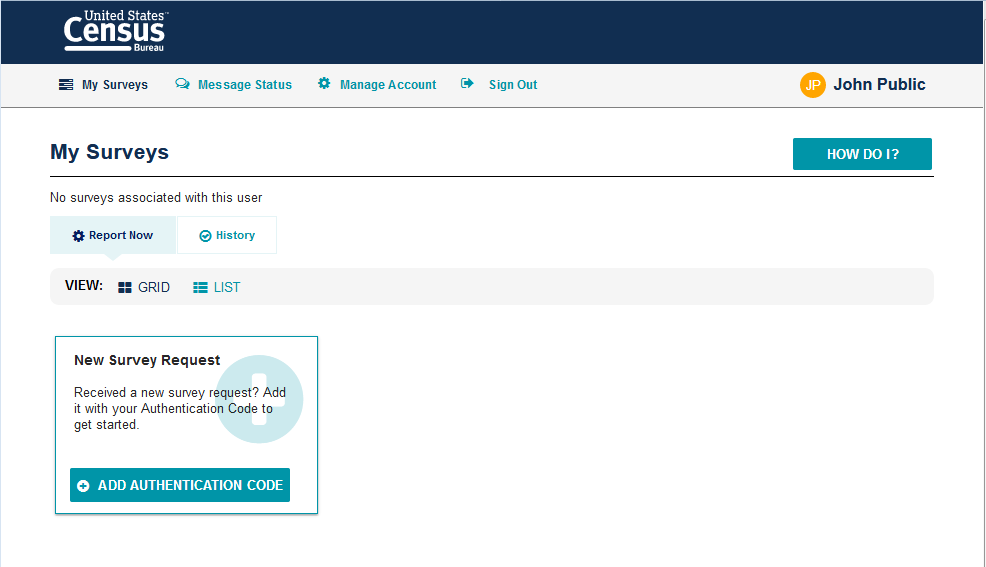 United States™
Census
Bureau
My Surveys Message Status Manage Account Sign Out JP John Public
My Surveys HOW DO I?
No surveys associated with this user
Report Now History
VIEW: GRID LIST
New Survey Request
Received a new survey request? Add
it with your Authentication Code to
get started.
ADD AUTHENTICATION CODE